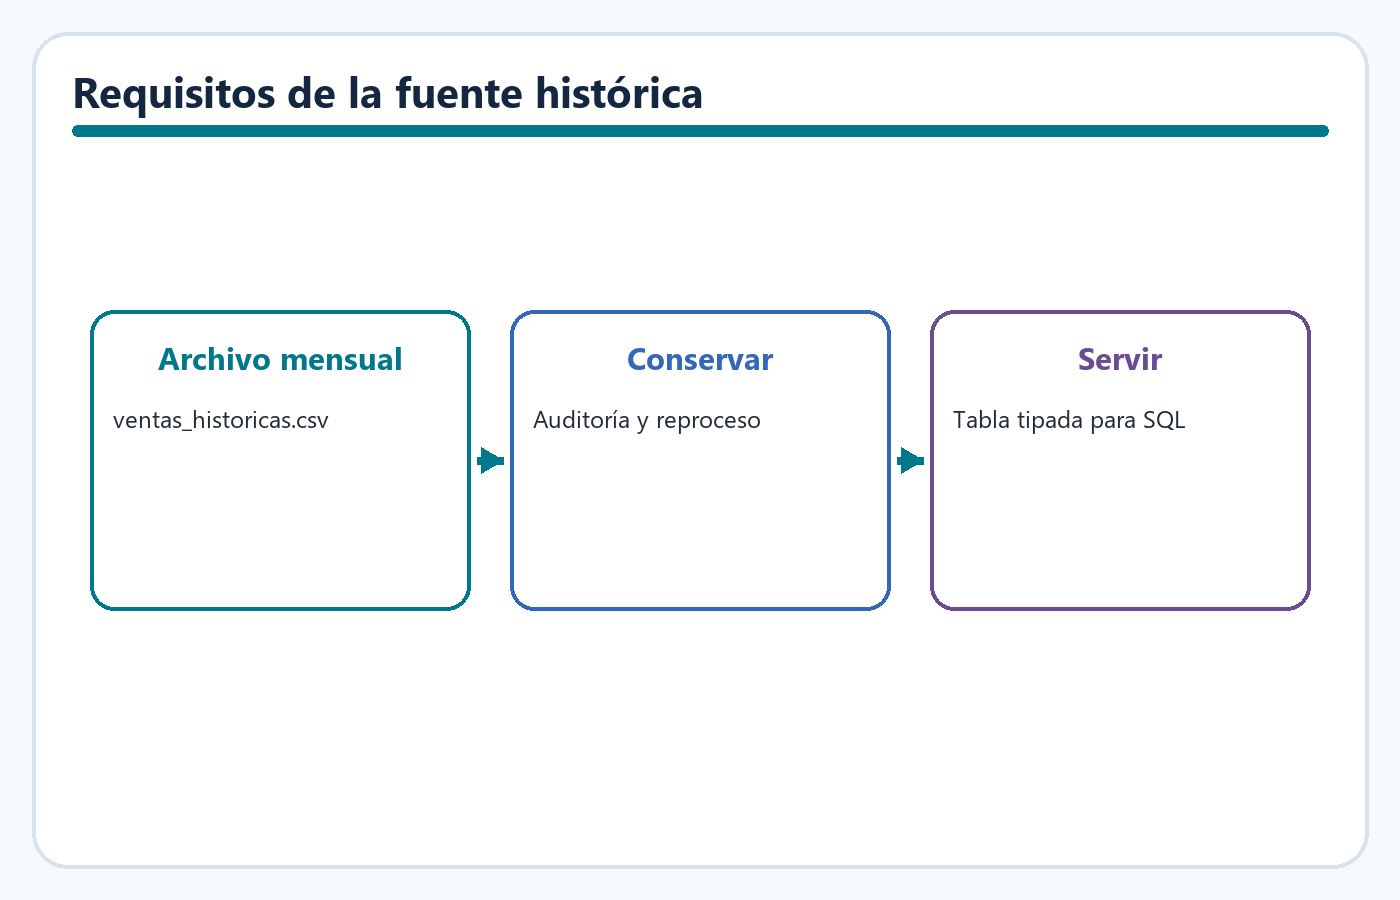 Requisitos de la fuente histórica
Archivo mensual
ventas_historicas.csv
Conservar
Auditoría y reproceso
Servir
Tabla tipada para SQL